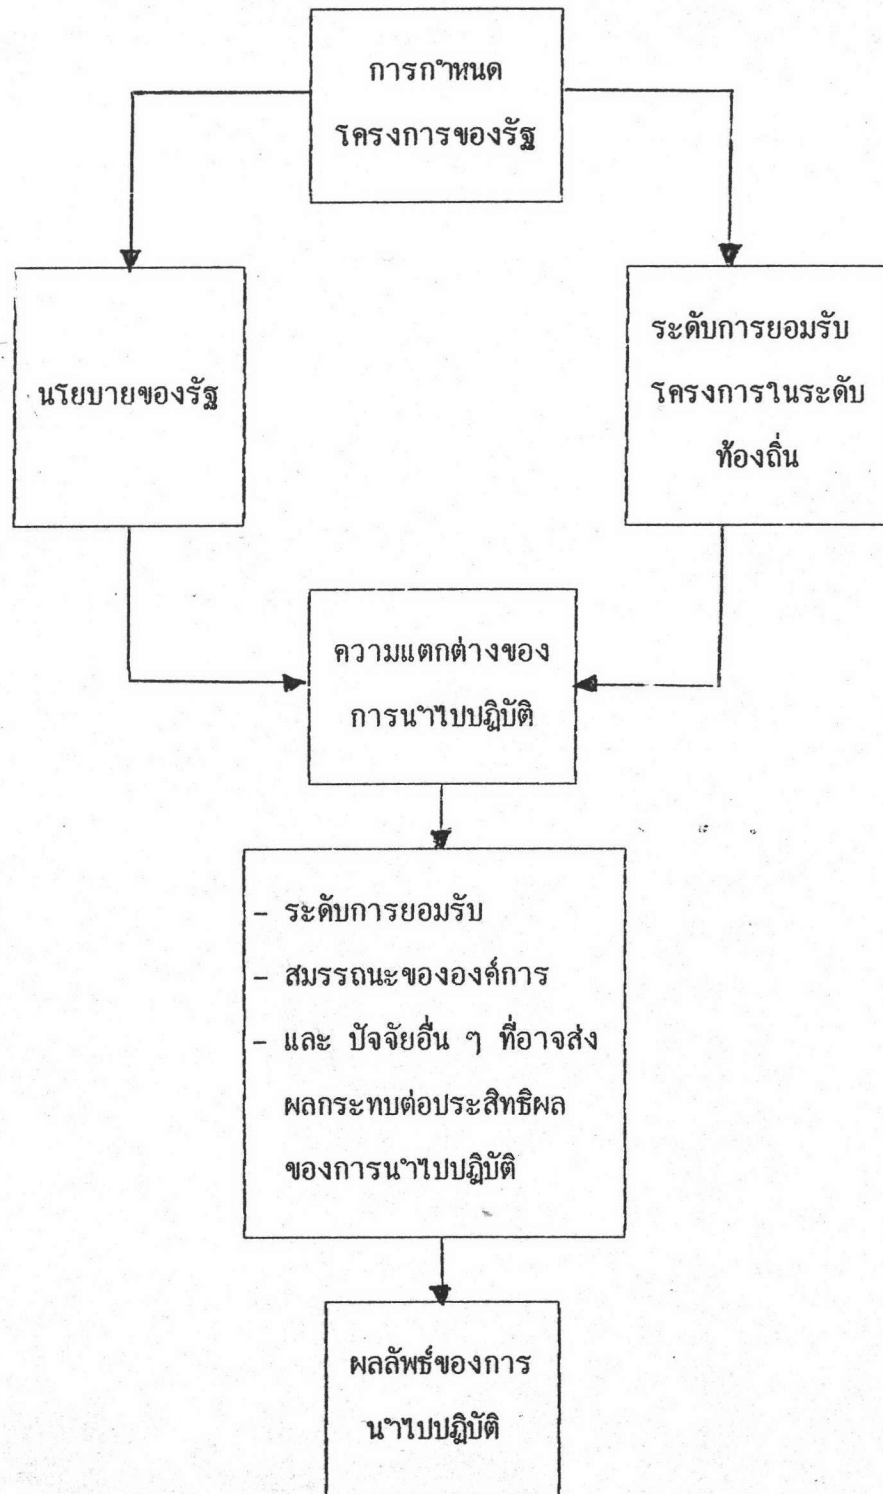 การกำหนด
โครงการของรัฐ
นโยบายของรัฐ
ระดับการยอมรับ
โครงการในระดับ
ท้องถิ่น
ความแตกต่างของ
การนำไปปฏิบัติ
- ระดับการยอมรับ
- สมรรถนะขององค์การ
- และ ปัจจัยอื่น ๆ ที่อาจส่ง
ผลกระทบต่อประสิทธิผล
ของการนำไปปฏิบัติ
ผลลัพธ์ของการ
นำไปปฏิบัติ